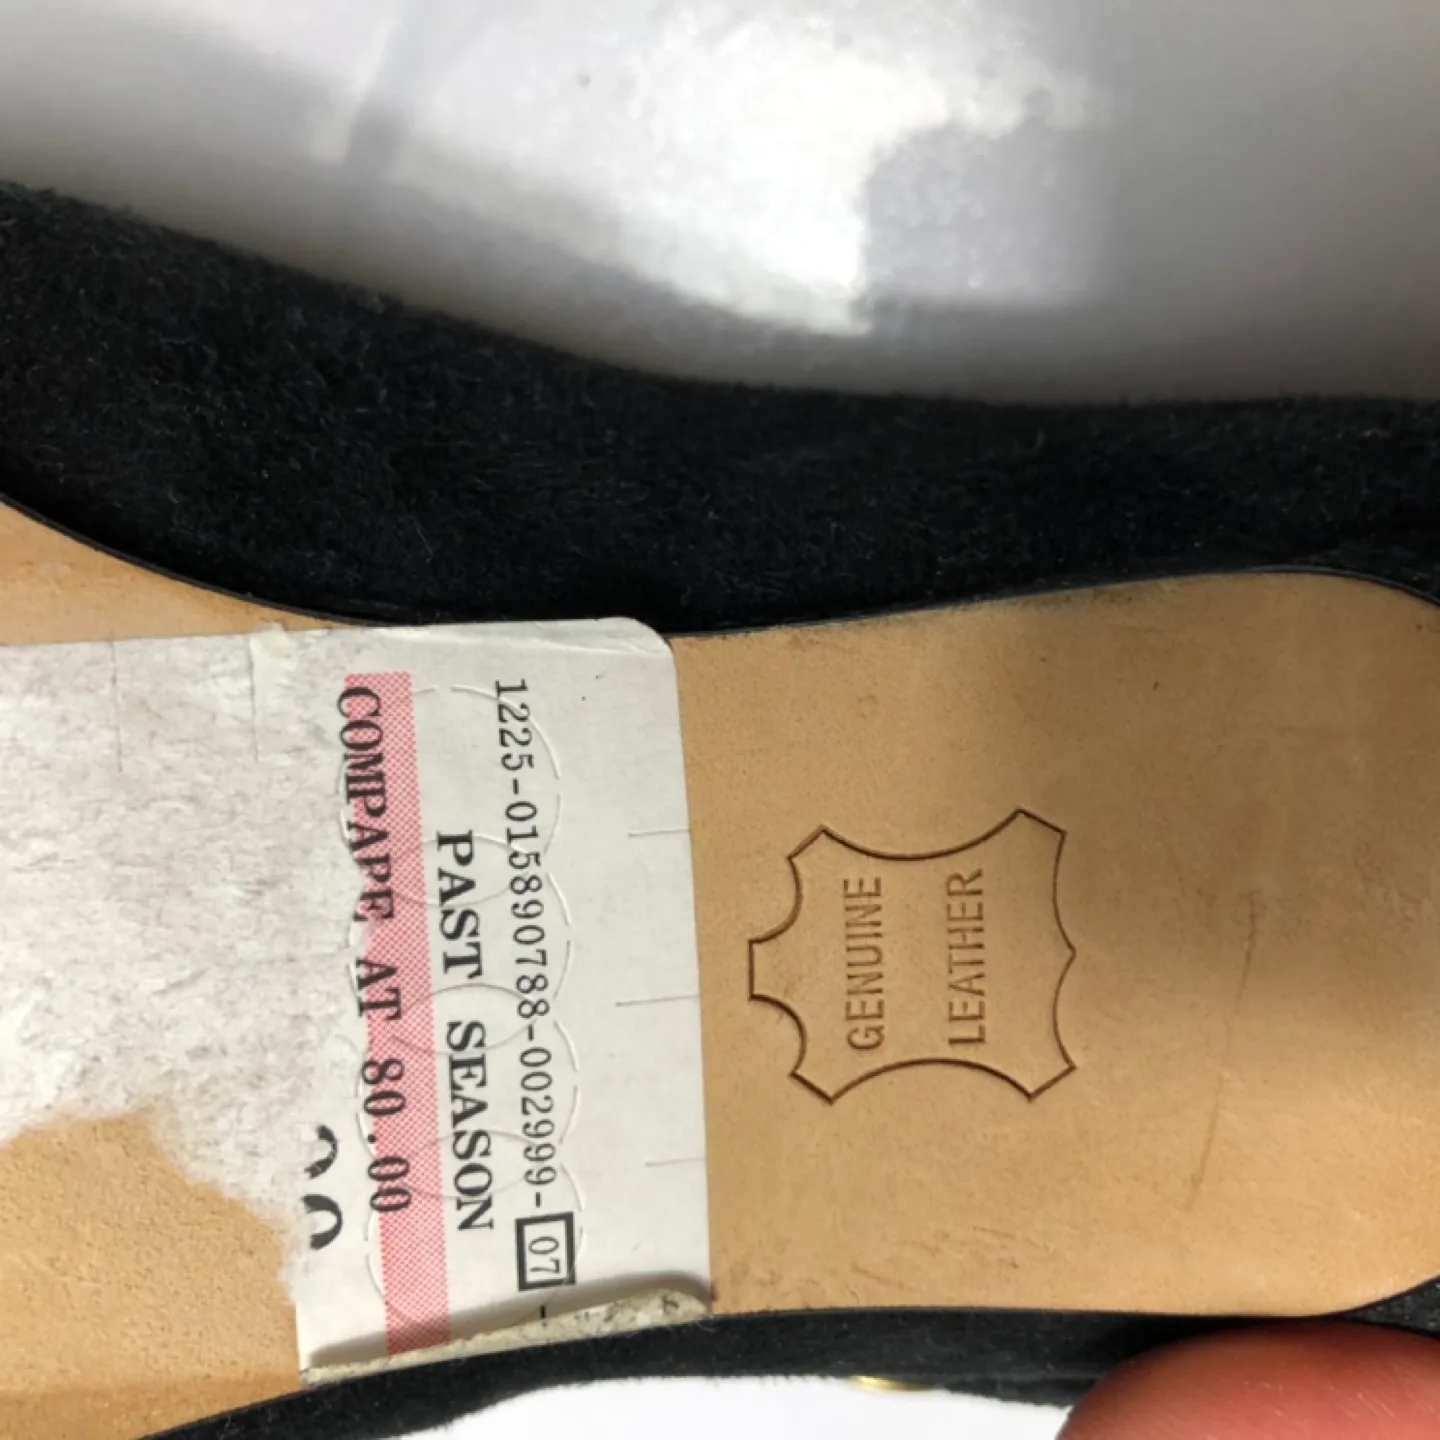 1225-015890788-002999-07-
PAST SEASON
COMPARE AT 80.00
GENUINE
LEATHER